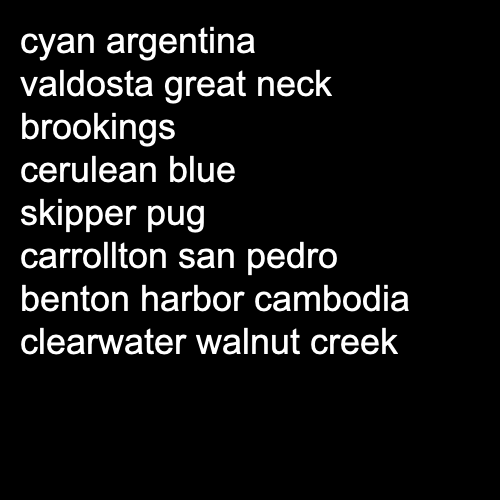 cyan argentina
valdosta great neck
brookings
cerulean blue
skipper pug
carrollton san pedro
benton harbor cambodia
clearwater walnut creek